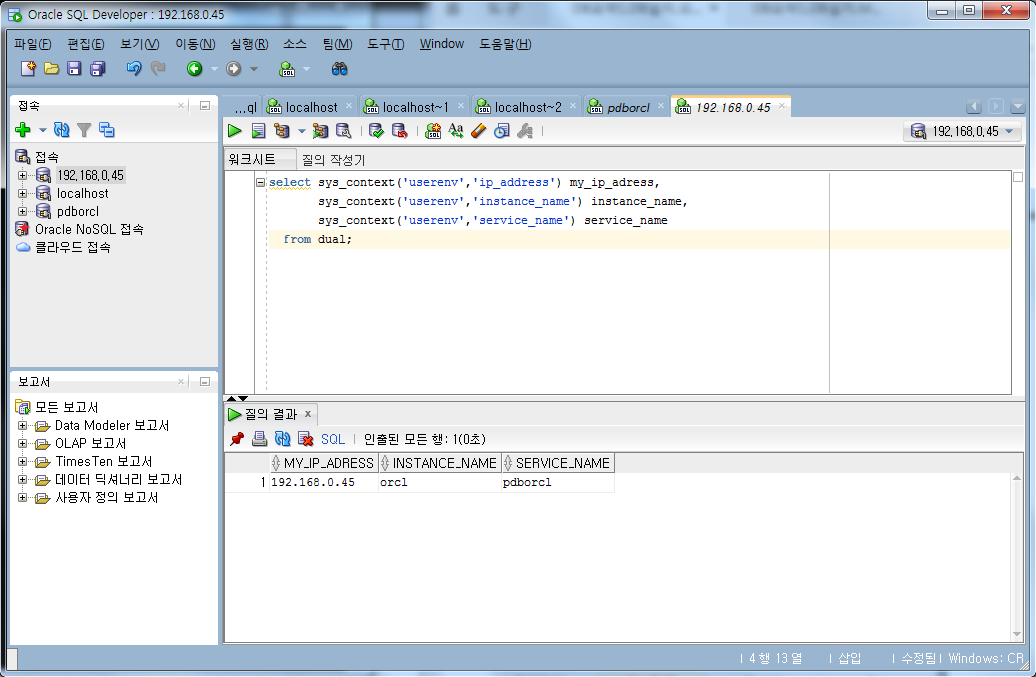 Oracle SQL Developer : 192.168.0.45
파일(F) 편집(E) 보기(V) 이동(N) 실행(R) 소스 팀(M) 도구(T) Window 도움말(H)
접속
접속
192,168,0,45
localhost
pdborcl
Oracle NoSQL 접속
클라우드 접속
보고서
모든 보고서
Data Modeler 보고서
OLAP 보고서
TimesTen 보고서
데이터 딕셔너리 보고서
사용자 정의 보고서
...ql localhost localhost~1 localhost~2 pdborcl 192.168.0.45
192,168,0,45
워크시트 질의 작성기
select sys_context('userenv','ip_address') my_ip_adress,
sys_context('userenv','instance_name') instance_name,
sys_context('userenv','service_name') service_name
from dual;
질의 결과 x
SQL | 인출된 모든 행: 1(0초)
MY_IP_ADRESS INSTANCE_NAME SERVICE_NAME
1 192.168.0.45 orcl pdborcl
| 4 행 13 열 | 삽입 | 수정됨 | Windows: CR